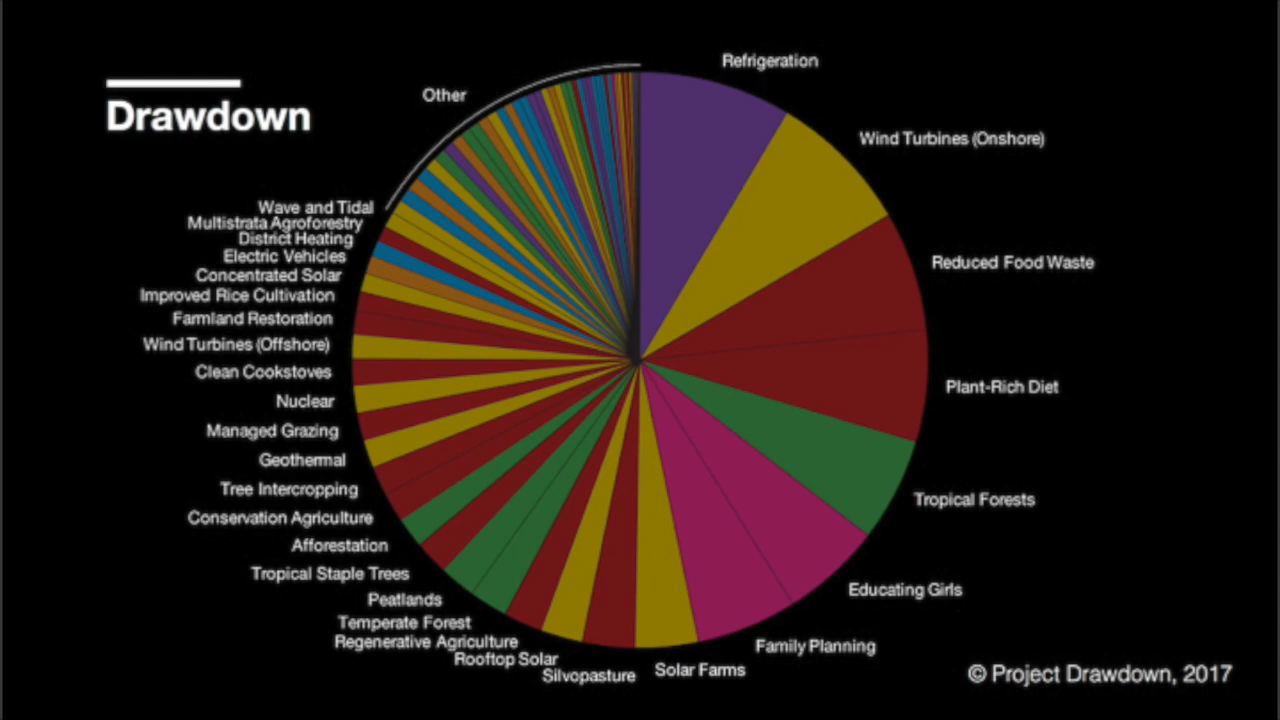 Drawdown
Refrigeration
Wind Turbines (Onshore)
Reduced Food Waste
Plant-Rich Diet
Tropical Forests
Educating Girls
Family Planning
Solar Farms
Silvopasture
Rooftop Solar
Regenerative Agriculture
Temperate Forest
Peatlands
Tropical Staple Trees
Afforestation
Conservation Agriculture
Tree Intercropping
Geothermal
Managed Grazing
Nuclear
Clean Cookstoves
Wind Turbines (Offshore)
Farmland Restoration
Improved Rice Cultivation
Concentrated Solar
Electric Vehicles
District Heating
Multistrata Agroforestry
Wave and Tidal
Other
© Project Drawdown, 2017